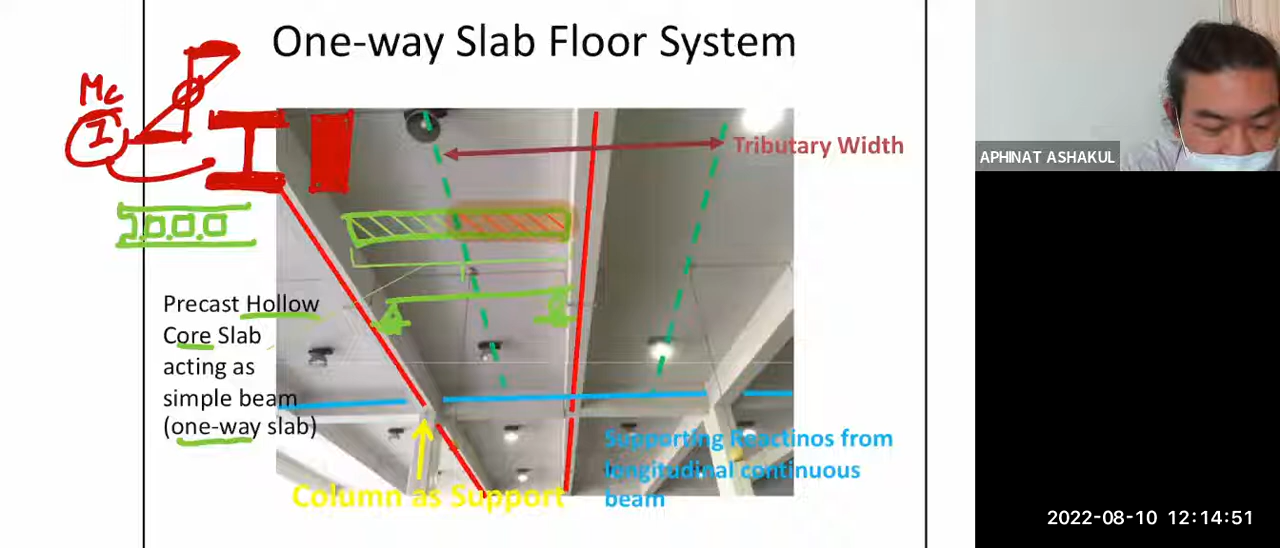 One-way Slab Floor System
Mc
I
Tributary Width
APHINAT ASHAKUL
Precast Hollow
Core Slab
acting as
simple beam
(one-way slab)
Supporting Reactinos from
longitudinal continuous
beam
Column as Support
2022-08-10 12:14:51